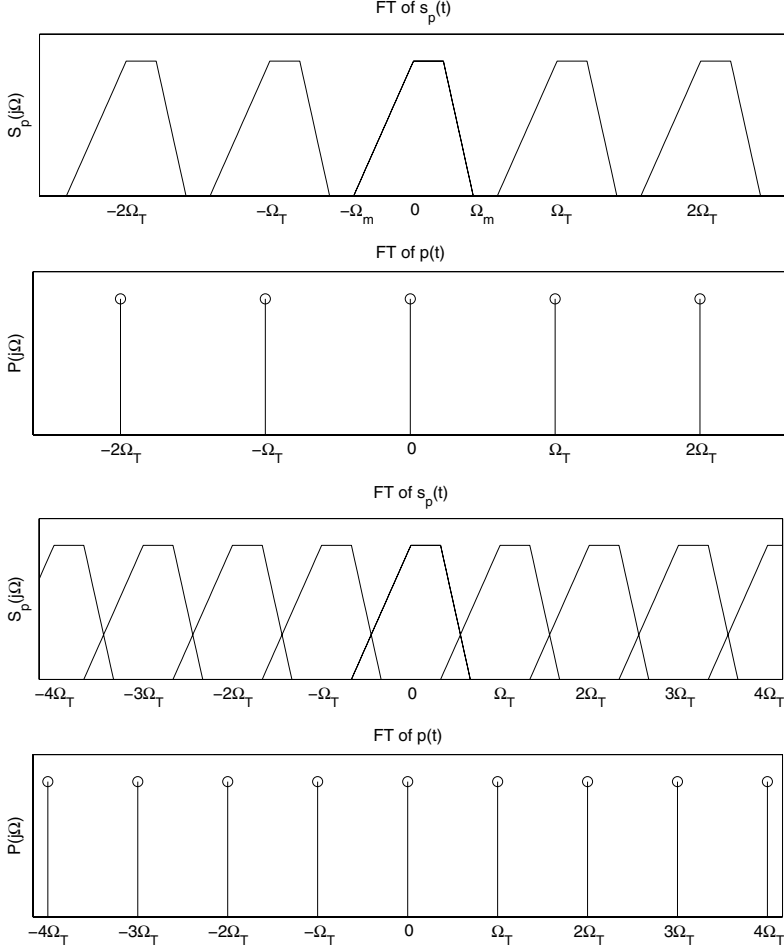 FT of s_p(t)
S_p(jΩ)
−2Ω_T −Ω_T −Ω_m 0 Ω_m Ω_T 2Ω_T
FT of p(t)
P(jΩ)
−2Ω_T −Ω_T 0 Ω_T 2Ω_T
FT of s_p(t)
S_p(jΩ)
−4Ω_T −3Ω_T −2Ω_T −Ω_T 0 Ω_T 2Ω_T 3Ω_T 4Ω_T
FT of p(t)
P(jΩ)
−4Ω_T −3Ω_T −2Ω_T −Ω_T 0 Ω_T 2Ω_T 3Ω_T 4Ω_T